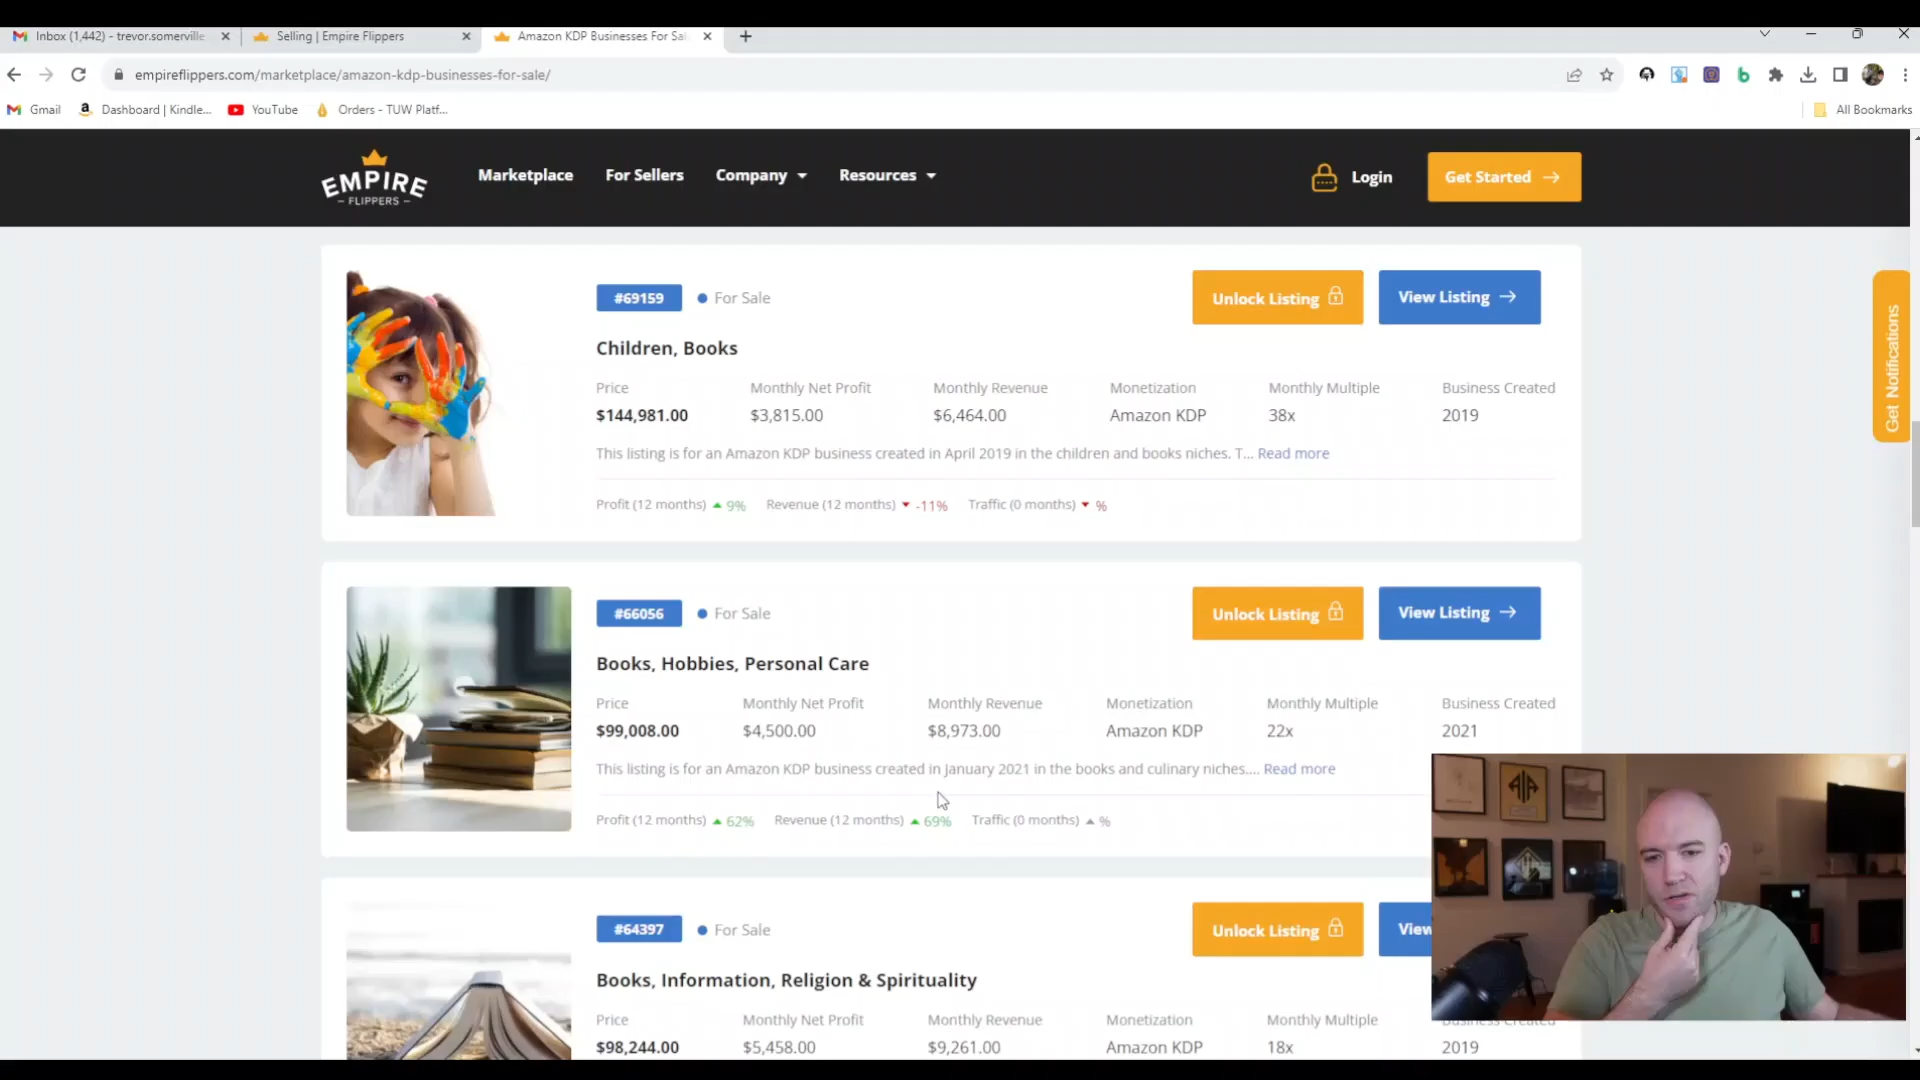 Inbox (1,442) - trevor.somerville
Selling | Empire Flippers
Amazon KDP Businesses For Sal
empireflippers.com/marketplace/amazon-kdp-businesses-for-sale/
Gmail
Dashboard | Kindle...
YouTube
Orders - TUW Platf...
All Bookmarks
EMPIRE
- FLIPPERS -
Marketplace
For Sellers
Company
Resources
Login
Get Started
Get Notifications
#69159
For Sale
Unlock Listing
View Listing
Children, Books
Price Monthly Net Profit Monthly Revenue Monetization Monthly Multiple Business Created
$144,981.00 $3,815.00 $6,464.00 Amazon KDP 38x 2019
This listing is for an Amazon KDP business created in April 2019 in the children and books niches. T... Read more
Profit (12 months) 9% Revenue (12 months) -11% Traffic (0 months) %
#66056
For Sale
Unlock Listing
View Listing
Books, Hobbies, Personal Care
Price Monthly Net Profit Monthly Revenue Monetization Monthly Multiple Business Created
$99,008.00 $4,500.00 $8,973.00 Amazon KDP 22x 2021
This listing is for an Amazon KDP business created in January 2021 in the books and culinary niches.... Read more
Profit (12 months) 62% Revenue (12 months) 69% Traffic (0 months) %
#64397
For Sale
Unlock Listing
View
Books, Information, Religion & Spirituality
Price Monthly Net Profit Monthly Revenue Monetization Monthly Multiple Business Created
$98,244.00 $5,458.00 $9,261.00 Amazon KDP 18x 2019